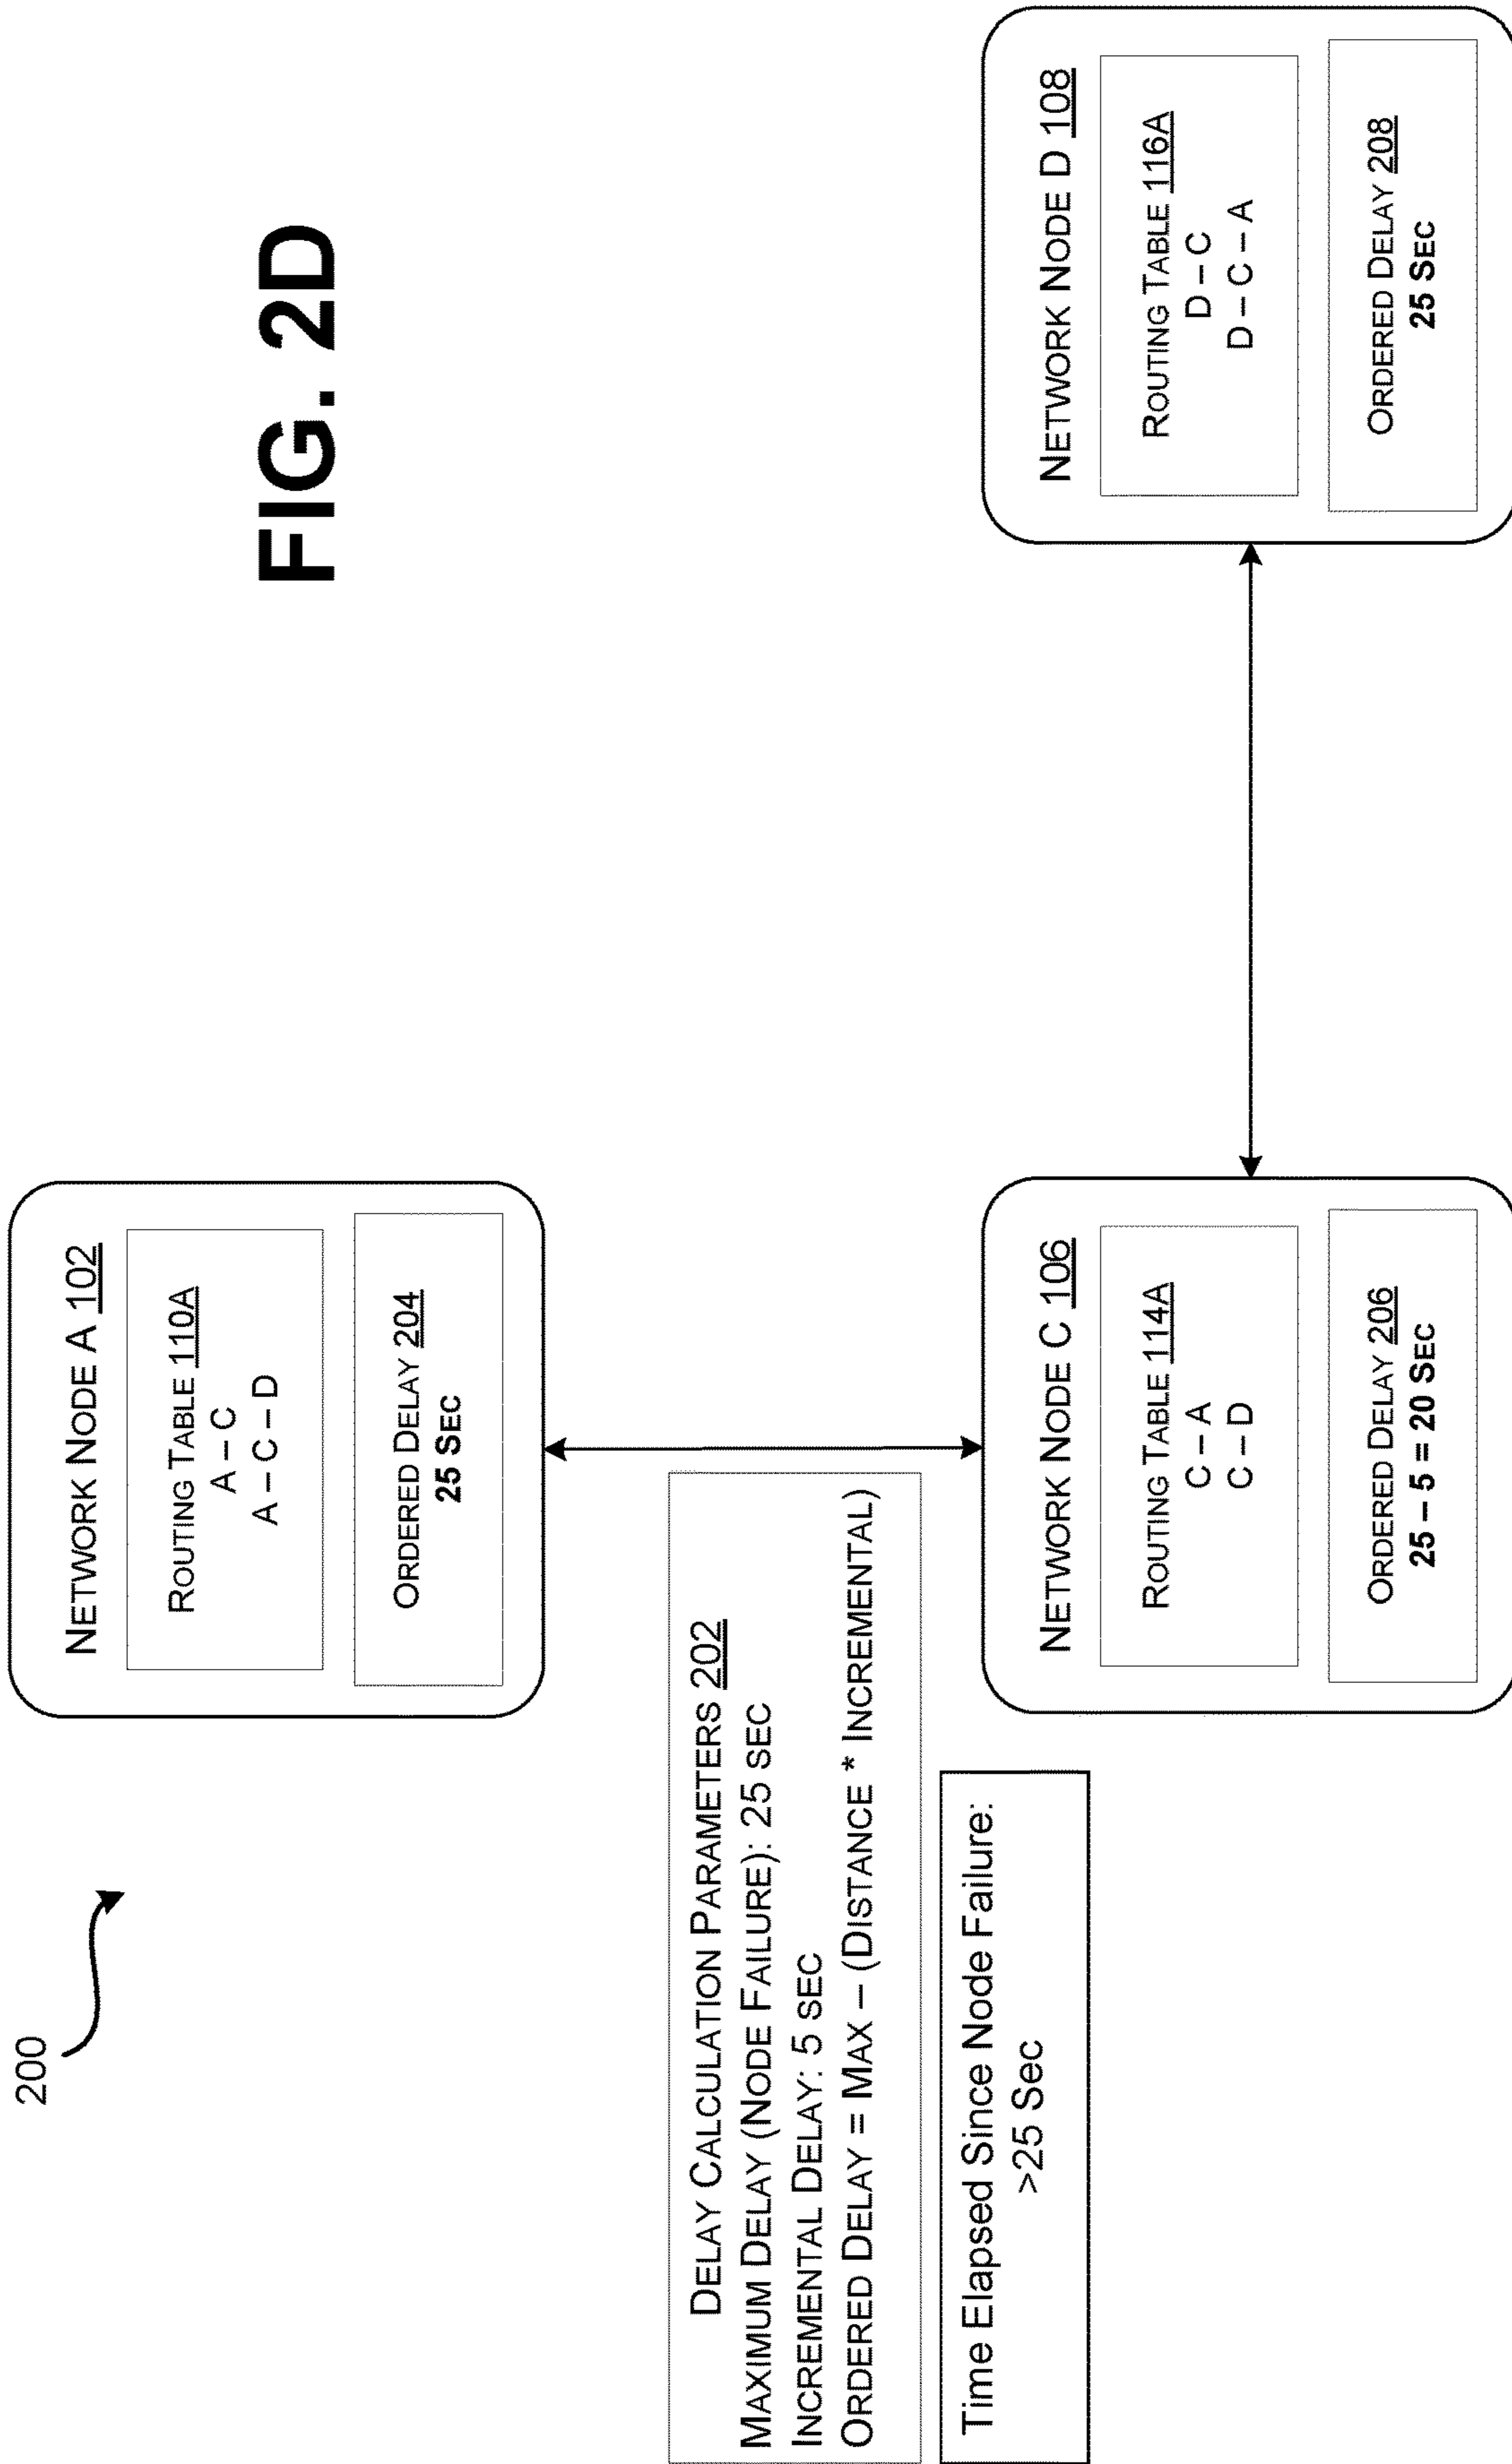 200
FIG. 2D
NETWORK NODE A 102
ROUTING TABLE 110A
A – C
A – C – D
ORDERED DELAY 204
25 SEC
DELAY CALCULATION PARAMETERS 202
MAXIMUM DELAY (NODE FAILURE): 25 SEC
INCREMENTAL DELAY: 5 SEC
ORDERED DELAY = MAX – (DISTANCE * INCREMENTAL)
Time Elapsed Since Node Failure:
>25 Sec
NETWORK NODE C 106
ROUTING TABLE 114A
C – A
C – D
ORDERED DELAY 206
25 – 5 = 20 SEC
NETWORK NODE D 108
ROUTING TABLE 116A
D – C
D – C – A
ORDERED DELAY 208
25 SEC